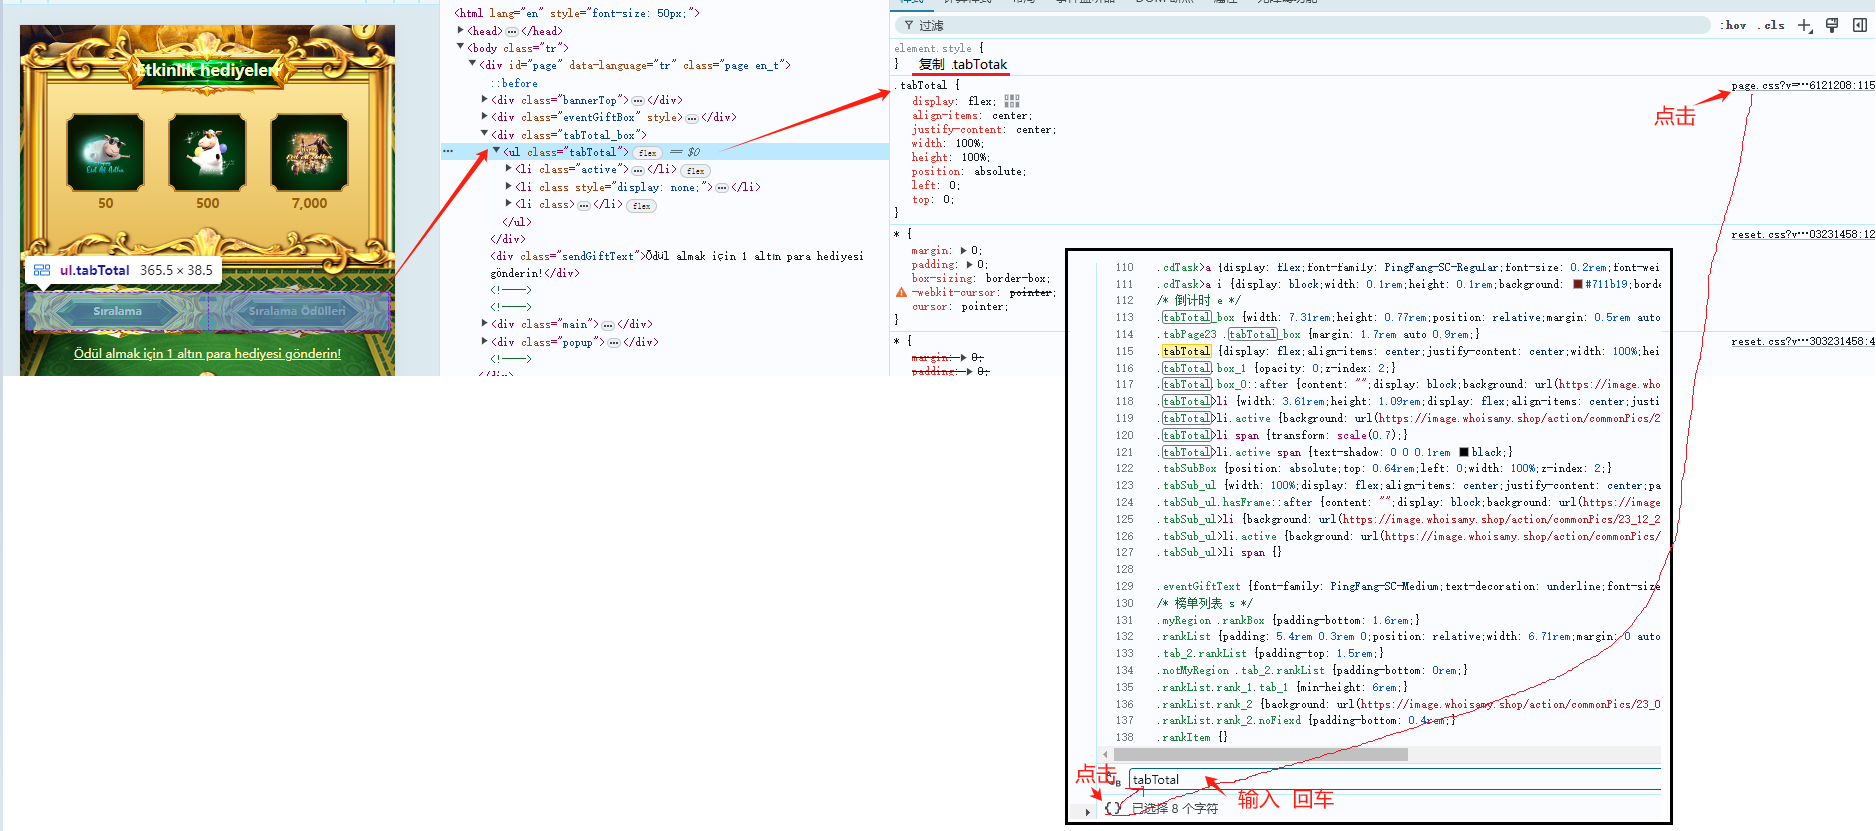 Etkinlik hediyeleri
50
500
7,000
ul.tabTotal 365.5 × 38.5
Sıralama
Sıralama Ödülleri
Ödül almak için 1 altın para hediyesi gönderin!
<html lang="en" style="font-size: 50px;">
<head>…</head>
<body class="tr">
<div id="page" data-language="tr" class="page en_t">
::before
<div class="bannerTop">…</div>
<div class="eventGiftBox" style>…</div>
<div class="tabTotal_box">
… <ul class="tabTotal"> flex == $0
<li class="active">…</li> flex
<li class style="display: none;">…</li>
<li class>…</li> flex
</ul>
</div>
<div class="sendGiftText">Ödül almak için 1 altın para hediyesi
gönderin!</div>
<!---->
<!---->
<div class="main">…</div>
<div class="popup">…</div>
<!---->
</div>
过滤
:hov .cls
element.style {
}
复制 .tabTotak
.tabTotal {
page.css?v=…6121208:115
点击
display: flex;
align-items: center;
justify-content: center;
width: 100%;
height: 100%;
position: absolute;
left: 0;
top: 0;
}
* {
reset.css?v…03231458:12
margin: 0;
padding: 0;
box-sizing: border-box;
-webkit-cursor: pointer;
cursor: pointer;
}
* {
reset.css?v…303231458:4
margin: 0;
padding: 0;
110 .cdTask>a {display: flex;font-family: PingFang-SC-Regular;font-size: 0.2rem;font-wei
111 .cdTask>a i {display: block;width: 0.1rem;height: 0.1rem;background: #711b19;borde
112 /* 倒计时 e */
113 .tabTotal_box {width: 7.31rem;height: 0.77rem;position: relative;margin: 0.5rem auto
114 .tabPage23 .tabTotal_box {margin: 1.7rem auto 0.9rem;}
115 .tabTotal {display: flex;align-items: center;justify-content: center;width: 100%;hei
116 .tabTotal.box_1 {opacity: 0;z-index: 2;}
117 .tabTotal.box_0::after {content: "";display: block;background: url(https://image.who
118 .tabTotal>li {width: 3.61rem;height: 1.09rem;display: flex;align-items: center;justi
119 .tabTotal>li.active {background: url(https://image.whoisamy.shop/action/commonPics/2
120 .tabTotal>li span {transform: scale(0.7);}
121 .tabTotal>li.active span {text-shadow: 0 0 0.1rem black;}
122 .tabSubBox {position: absolute;top: 0.64rem;left: 0;width: 100%;z-index: 2;}
123 .tabSub_ul {width: 100%;display: flex;align-items: center;justify-content: center;pa
124 .tabSub_ul.hasFrame::after {content: "";display: block;background: url(https://image
125 .tabSub_ul>li {background: url(https://image.whoisamy.shop/action/commonPics/23_12_2
126 .tabSub_ul>li.active {background: url(https://image.whoisamy.shop/action/commonPics/
127 .tabSub_ul>li span {}
128
129 .eventGiftText {font-family: PingFang-SC-Medium;text-decoration: underline;font-size
130 /* 榜单列表 s */
131 .myRegion .rankBox {padding-bottom: 1.6rem;}
132 .rankList {padding: 5.4rem 0.3rem 0;position: relative;width: 6.71rem;margin: 0 auto
133 .tab_2.rankList {padding-top: 1.5rem;}
134 .notMyRegion .tab_2.rankList {padding-bottom: 0rem;}
135 .rankList.rank_1.tab_1 {min-height: 6rem;}
136 .rankList.rank_2 {background: url(https://image.whoisamy.shop/action/commonPics/23_0
137 .rankList.rank_2.noFiexd {padding-bottom: 0.4rem;}
138 .rankItem {}
点击
tabTotal
输入 回车
{} 已选择 8 个字符